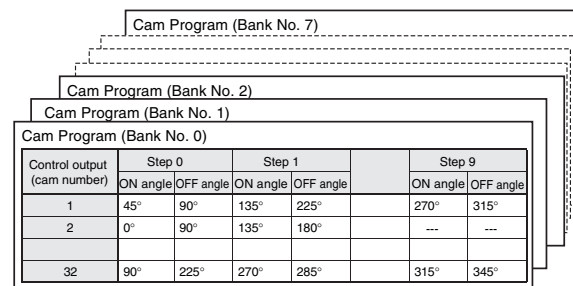 Cam Program (Bank No. 7)
Cam Program (Bank No. 2)
Cam Program (Bank No. 1)
Cam Program (Bank No. 0)
Control output (cam number) Step 0 Step 1 Step 9
ON angle OFF angle ON angle OFF angle ON angle OFF angle
1 45° 90° 135° 225° 270° 315°
2 0° 90° 135° 180° --- ---
32 90° 225° 270° 285° 315° 345°